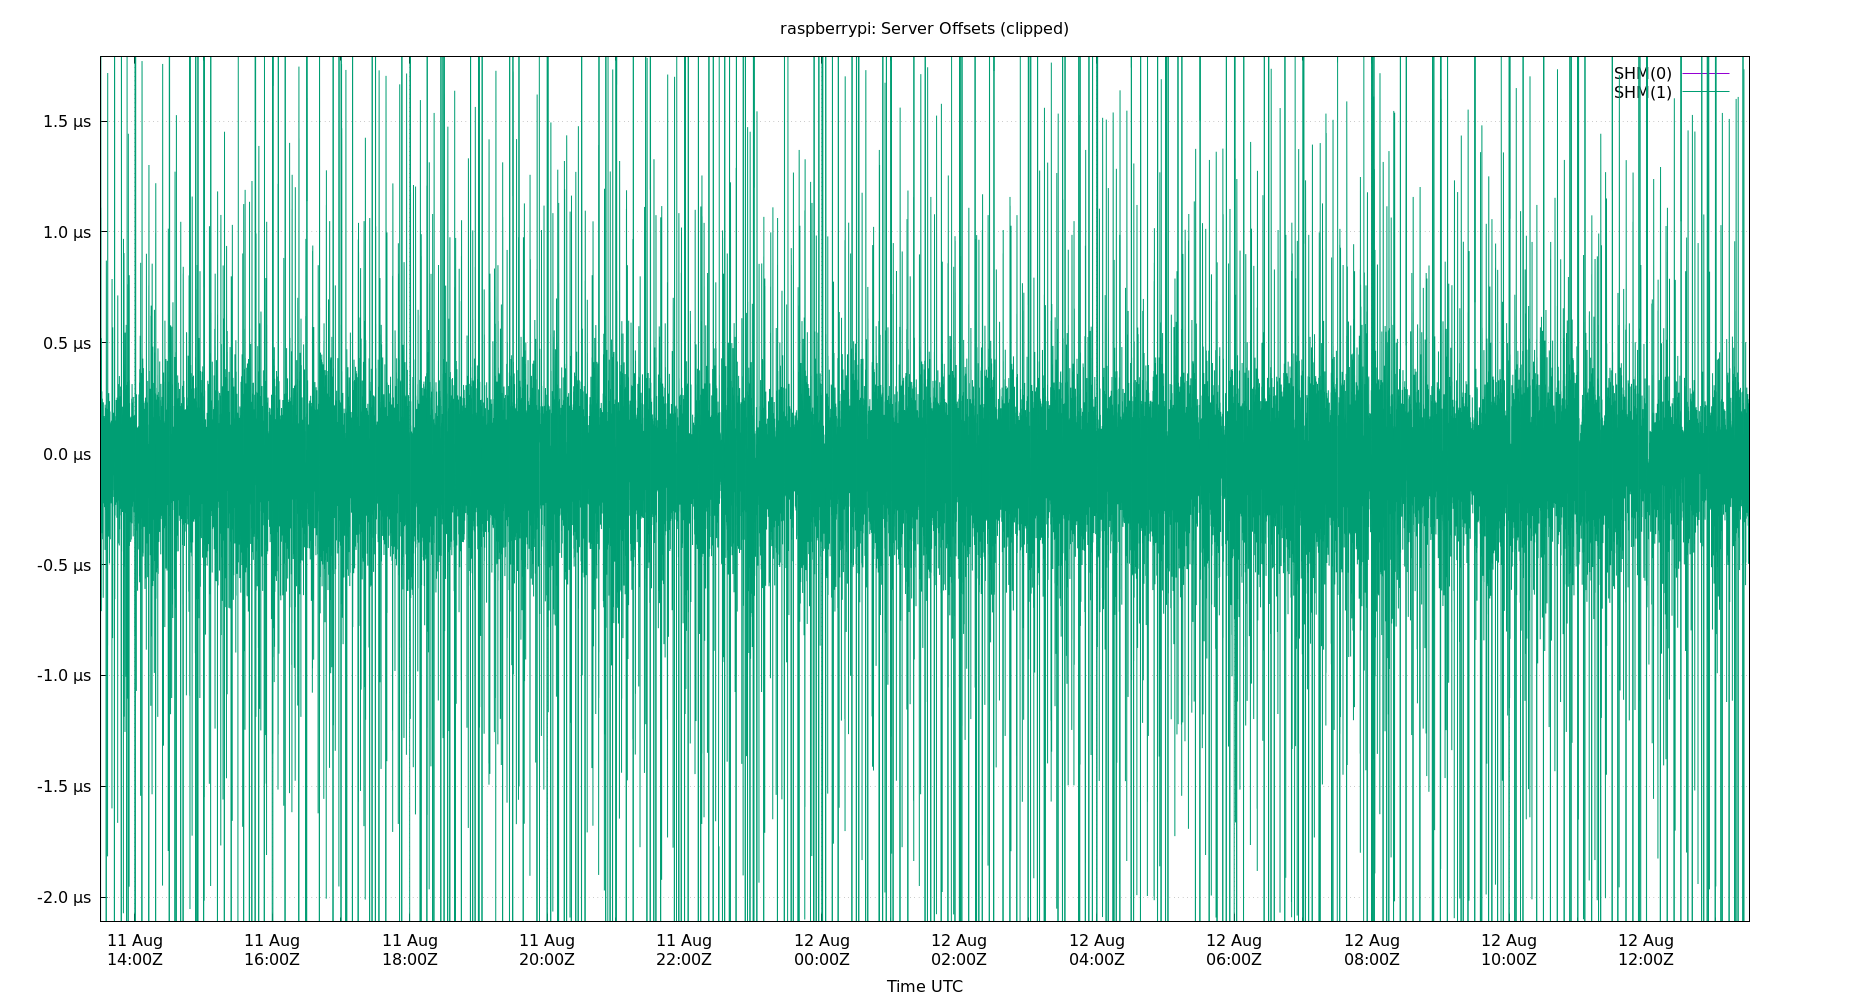 raspberrypi: Server Offsets (clipped)
SHM(0)
SHM(1)
1.5 µs
1.0 µs
0.5 µs
0.0 µs
-0.5 µs
-1.0 µs
-1.5 µs
-2.0 µs
11 Aug 11 Aug 11 Aug 11 Aug 11 Aug 12 Aug 12 Aug 12 Aug 12 Aug 12 Aug 12 Aug 12 Aug
14:00Z 16:00Z 18:00Z 20:00Z 22:00Z 00:00Z 02:00Z 04:00Z 06:00Z 08:00Z 10:00Z 12:00Z
Time UTC